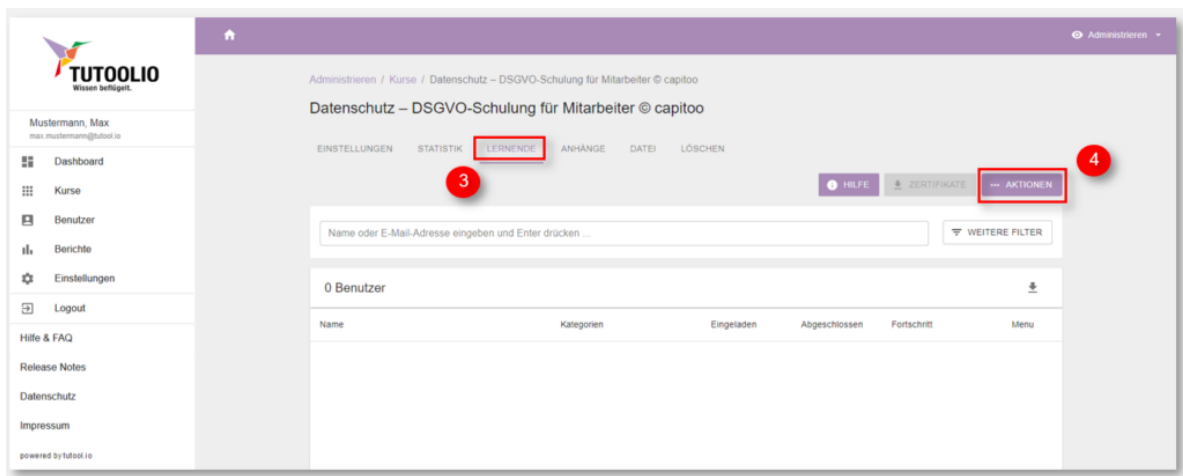 TUTOOLIO
Wissen beflügelt.
Mustermann, Max
max.mustermann@tutool.io
Dashboard
Kurse
Benutzer
Berichte
Einstellungen
Logout
Hilfe & FAQ
Release Notes
Datenschutz
Impressum
powered by tutool.io
Administrieren
Administrieren / Kurse / Datenschutz – DSGVO-Schulung für Mitarbeiter © capitoo
Datenschutz – DSGVO-Schulung für Mitarbeiter © capitoo
EINSTELLUNGEN STATISTIK LERNENDE ANHÄNGE DATEI LÖSCHEN
3
4
HILFE ZERTIFIKATE ··· AKTIONEN
Name oder E-Mail-Adresse eingeben und Enter drücken ...
WEITERE FILTER
0 Benutzer
Name Kategorien Eingeladen Abgeschlossen Fortschritt Menu